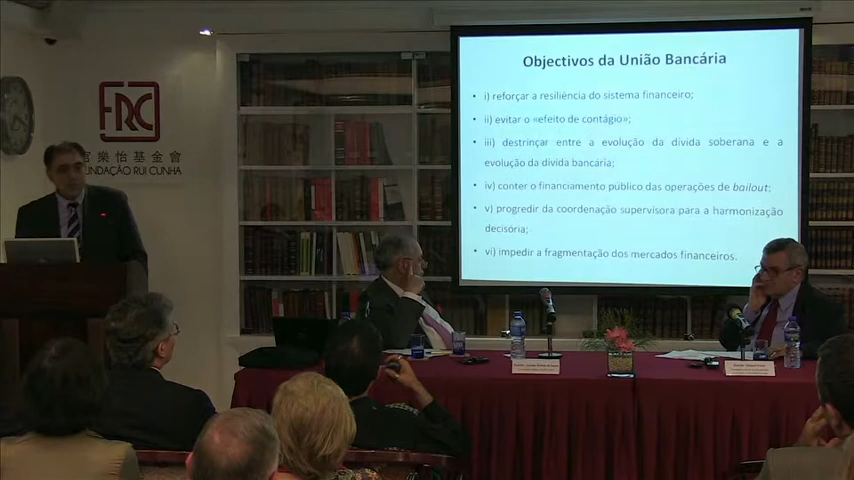 Objectivos da União Bancária
• i) reforçar a resiliência do sistema financeiro;
• ii) evitar o «efeito de contágio»;
• iii) destrinçar entre a evolução da dívida soberana e a
evolução da dívida bancária;
• iv) conter o financiamento público das operações de bailout;
• v) progredir da coordenação supervisora para a harmonização
decisória;
• vi) impedir a fragmentação dos mercados financeiros.
FRC
官樂怡基金會
FUNDAÇÃO RUI CUNHA